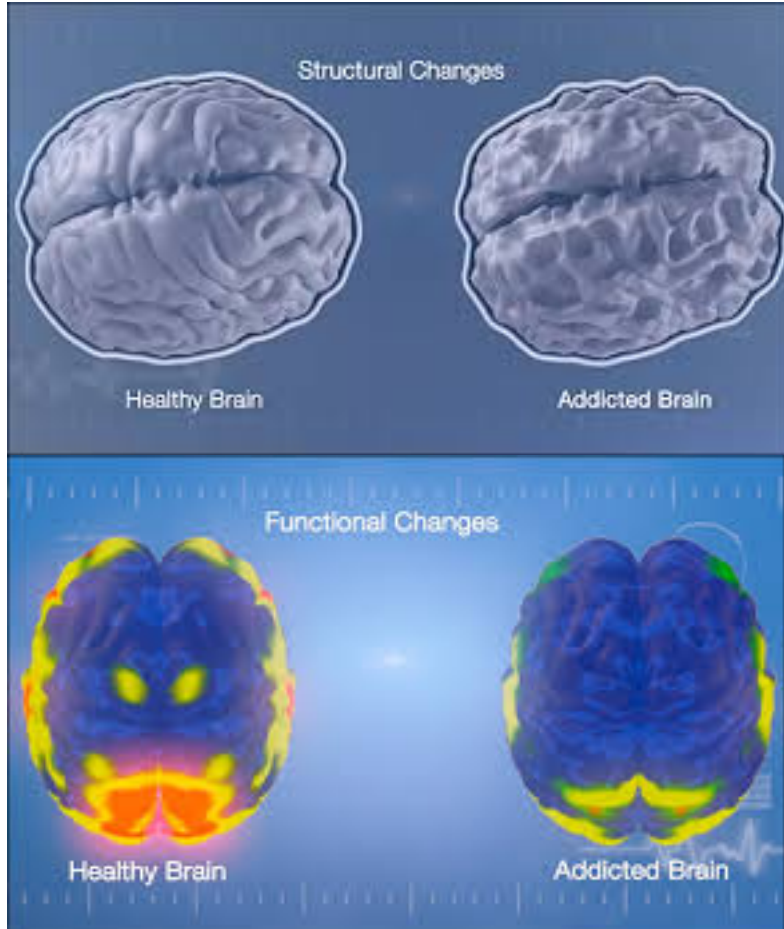 Structural Changes
Healthy Brain
Addicted Brain
Functional Changes
Healthy Brain
Addicted Brain